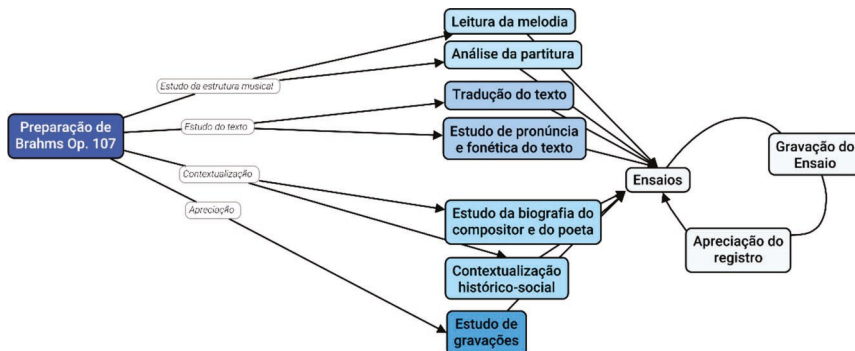 Leitura da melodia
Análise da partitura
Estudo da estrutura musical
Tradução do texto
Preparação de
Brahms Op. 107
Estudo do texto
Estudo de pronúncia
e fonética do texto
Gravação do
Ensaio
Contextualização
Ensaios
Apreciação
Estudo da biografia do
compositor e do poeta
Apreciação do
registro
Contextualização
histórico-social
Estudo de
gravações